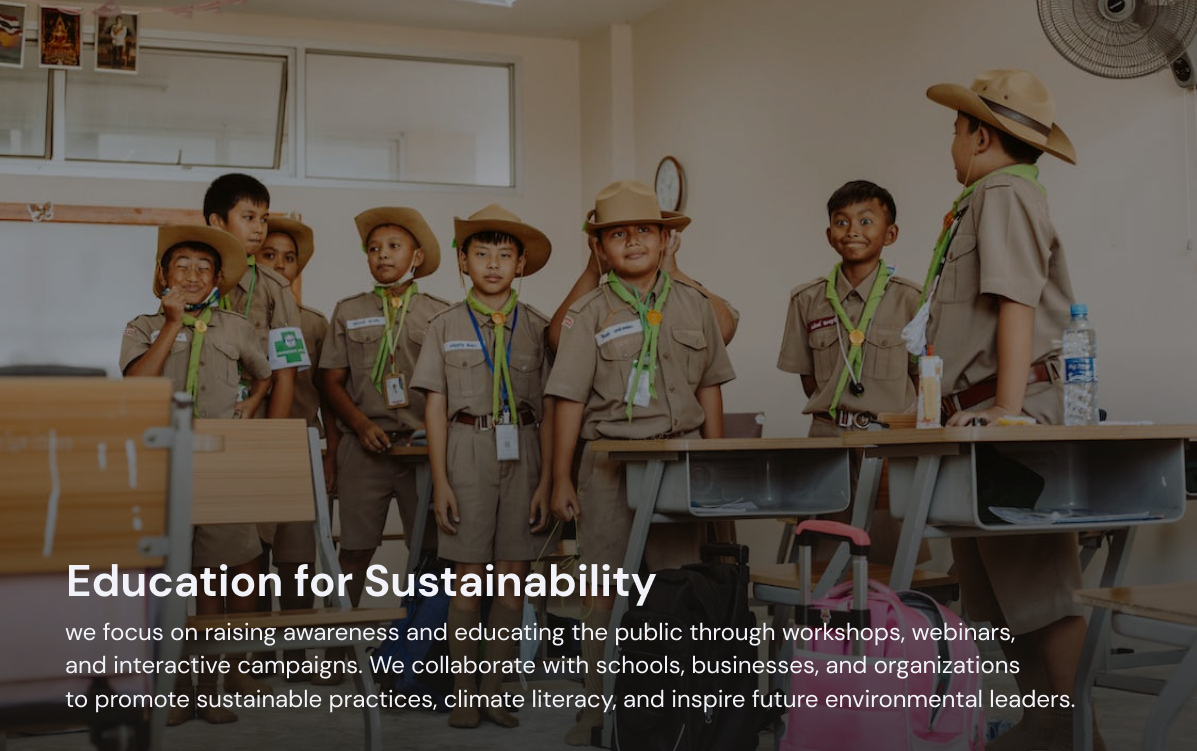 Education for Sustainability
we focus on raising awareness and educating the public through workshops, webinars,
and interactive campaigns. We collaborate with schools, businesses, and organizations
to promote sustainable practices, climate literacy, and inspire future environmental leaders.